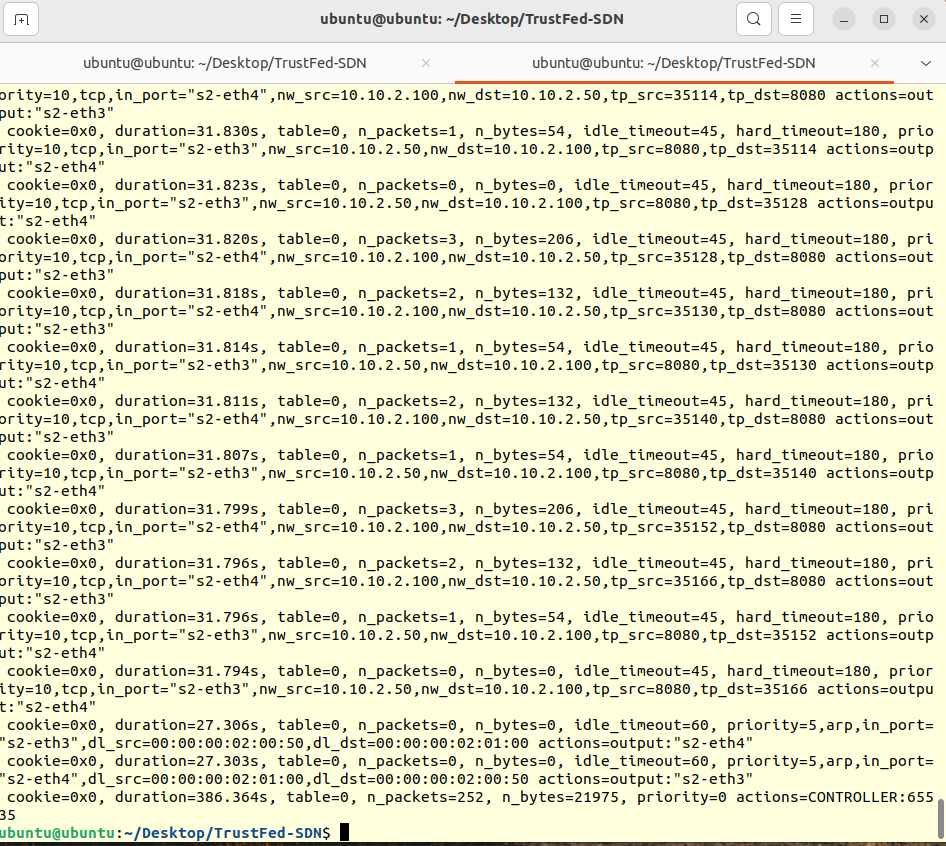 ubuntu@ubuntu: ~/Desktop/TrustFed-SDN
ubuntu@ubuntu: ~/Desktop/TrustFed-SDN
ubuntu@ubuntu: ~/Desktop/TrustFed-SDN
ority=10,tcp,in_port="s2-eth4",nw_src=10.10.2.100,nw_dst=10.10.2.50,tp_src=35114,tp_dst=8080 actions=out
put:"s2-eth3"
cookie=0x0, duration=31.830s, table=0, n_packets=1, n_bytes=54, idle_timeout=45, hard_timeout=180, prio
rity=10,tcp,in_port="s2-eth3",nw_src=10.10.2.50,nw_dst=10.10.2.100,tp_src=8080,tp_dst=35114 actions=outp
ut:"s2-eth4"
cookie=0x0, duration=31.823s, table=0, n_packets=0, n_bytes=0, idle_timeout=45, hard_timeout=180, prior
ity=10,tcp,in_port="s2-eth3",nw_src=10.10.2.50,nw_dst=10.10.2.100,tp_src=8080,tp_dst=35128 actions=outpu
t:"s2-eth4"
cookie=0x0, duration=31.820s, table=0, n_packets=3, n_bytes=206, idle_timeout=45, hard_timeout=180, pri
ority=10,tcp,in_port="s2-eth4",nw_src=10.10.2.100,nw_dst=10.10.2.50,tp_src=35128,tp_dst=8080 actions=out
put:"s2-eth3"
cookie=0x0, duration=31.818s, table=0, n_packets=2, n_bytes=132, idle_timeout=45, hard_timeout=180, pri
ority=10,tcp,in_port="s2-eth4",nw_src=10.10.2.100,nw_dst=10.10.2.50,tp_src=35130,tp_dst=8080 actions=out
put:"s2-eth3"
cookie=0x0, duration=31.814s, table=0, n_packets=1, n_bytes=54, idle_timeout=45, hard_timeout=180, prio
rity=10,tcp,in_port="s2-eth3",nw_src=10.10.2.50,nw_dst=10.10.2.100,tp_src=8080,tp_dst=35130 actions=outp
ut:"s2-eth4"
cookie=0x0, duration=31.811s, table=0, n_packets=2, n_bytes=132, idle_timeout=45, hard_timeout=180, pri
ority=10,tcp,in_port="s2-eth4",nw_src=10.10.2.100,nw_dst=10.10.2.50,tp_src=35140,tp_dst=8080 actions=out
put:"s2-eth3"
cookie=0x0, duration=31.807s, table=0, n_packets=1, n_bytes=54, idle_timeout=45, hard_timeout=180, prio
rity=10,tcp,in_port="s2-eth3",nw_src=10.10.2.50,nw_dst=10.10.2.100,tp_src=8080,tp_dst=35140 actions=outp
ut:"s2-eth4"
cookie=0x0, duration=31.799s, table=0, n_packets=3, n_bytes=206, idle_timeout=45, hard_timeout=180, pri
ority=10,tcp,in_port="s2-eth4",nw_src=10.10.2.100,nw_dst=10.10.2.50,tp_src=35152,tp_dst=8080 actions=out
put:"s2-eth3"
cookie=0x0, duration=31.796s, table=0, n_packets=2, n_bytes=132, idle_timeout=45, hard_timeout=180, pri
ority=10,tcp,in_port="s2-eth4",nw_src=10.10.2.100,nw_dst=10.10.2.50,tp_src=35166,tp_dst=8080 actions=out
put:"s2-eth3"
cookie=0x0, duration=31.796s, table=0, n_packets=1, n_bytes=54, idle_timeout=45, hard_timeout=180, prio
rity=10,tcp,in_port="s2-eth3",nw_src=10.10.2.50,nw_dst=10.10.2.100,tp_src=8080,tp_dst=35152 actions=outp
ut:"s2-eth4"
cookie=0x0, duration=31.794s, table=0, n_packets=0, n_bytes=0, idle_timeout=45, hard_timeout=180, prior
ity=10,tcp,in_port="s2-eth3",nw_src=10.10.2.50,nw_dst=10.10.2.100,tp_src=8080,tp_dst=35166 actions=outpu
t:"s2-eth4"
cookie=0x0, duration=27.306s, table=0, n_packets=0, n_bytes=0, idle_timeout=60, priority=5,arp,in_port=
"s2-eth3",dl_src=00:00:00:02:00:50,dl_dst=00:00:00:02:01:00 actions=output:"s2-eth4"
cookie=0x0, duration=27.303s, table=0, n_packets=0, n_bytes=0, idle_timeout=60, priority=5,arp,in_port=
"s2-eth4",dl_src=00:00:00:02:01:00,dl_dst=00:00:00:02:00:50 actions=output:"s2-eth3"
cookie=0x0, duration=386.364s, table=0, n_packets=252, n_bytes=21975, priority=0 actions=CONTROLLER:655
35
ubuntu@ubuntu:~/Desktop/TrustFed-SDN$